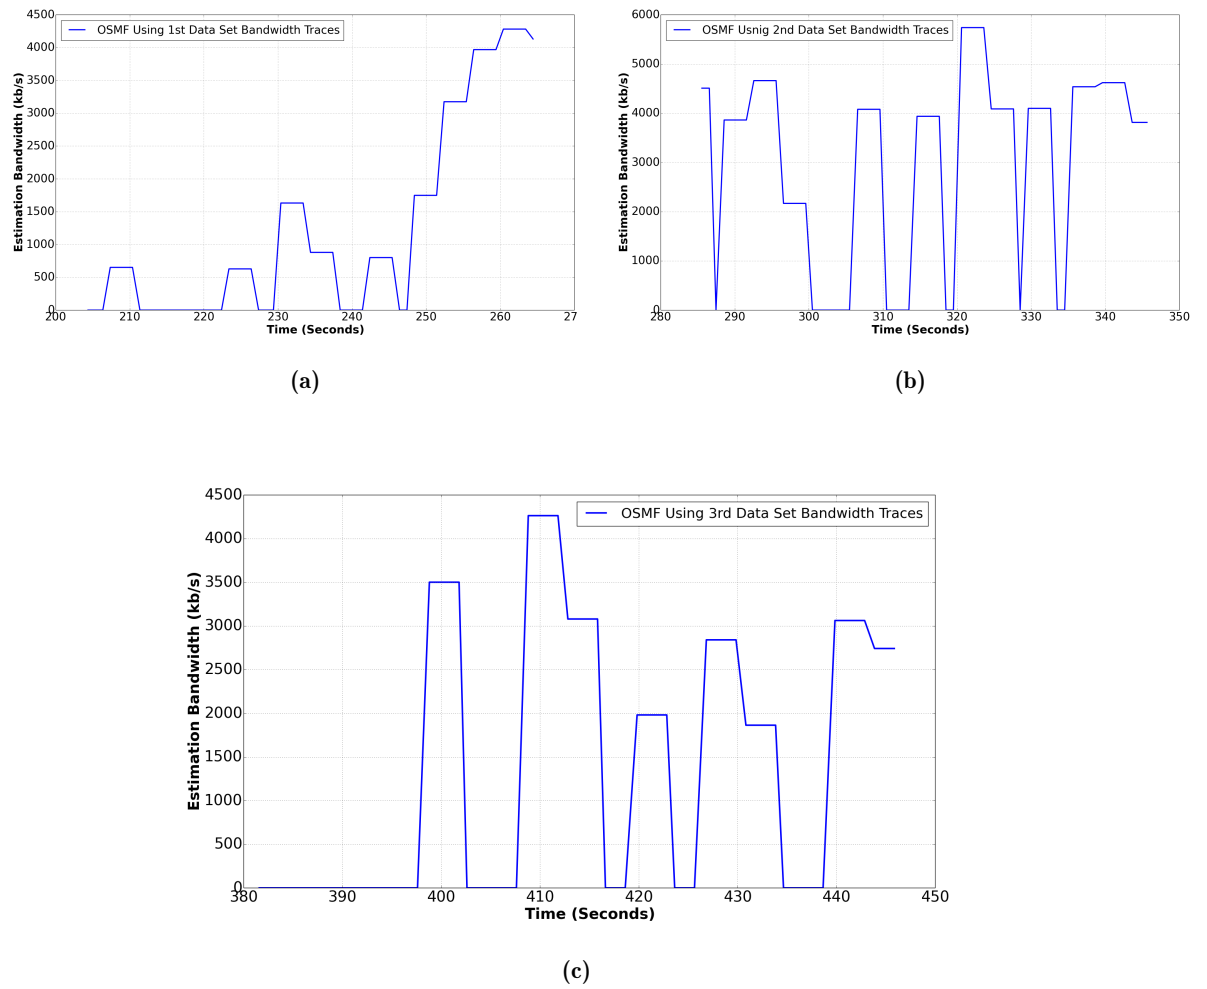 4500
4000
3500
3000
2500
2000
1500
1000
500
0
Estimation Bandwidth (kb/s)
OSMF Using 1st Data Set Bandwidth Traces
200 210 220 230 240 250 260 27
Time (Seconds)
(a)
6000
5000
4000
3000
2000
1000
0
Estimation Bandwidth (kb/s)
OSMF Usnig 2nd Data Set Bandwidth Traces
280 290 300 310 320 330 340 350
Time (Seconds)
(b)
4500
4000
3500
3000
2500
2000
1500
1000
500
0
Estimation Bandwidth (kb/s)
OSMF Using 3rd Data Set Bandwidth Traces
380 390 400 410 420 430 440 450
Time (Seconds)
(c)